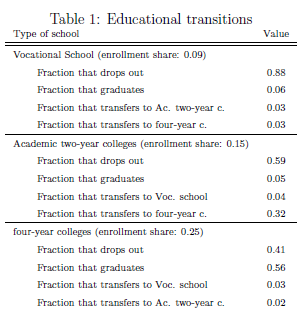 Table 1: Educational transitions
Type of school Value
Vocational School (enrollment share: 0.09)
Fraction that drops out 0.88
Fraction that graduates 0.06
Fraction that transfers to Ac. two-year c. 0.03
Fraction that transfers to four-year c. 0.03
Academic two-year colleges (enrollment share: 0.15)
Fraction that drops out 0.59
Fraction that graduates 0.05
Fraction that transfers to Voc. school 0.04
Fraction that transfers to four-year c. 0.32
four-year colleges (enrollment share: 0.25)
Fraction that drops out 0.41
Fraction that graduates 0.56
Fraction that transfers to Voc. school 0.03
Fraction that transfers to Ac. two-year c. 0.02